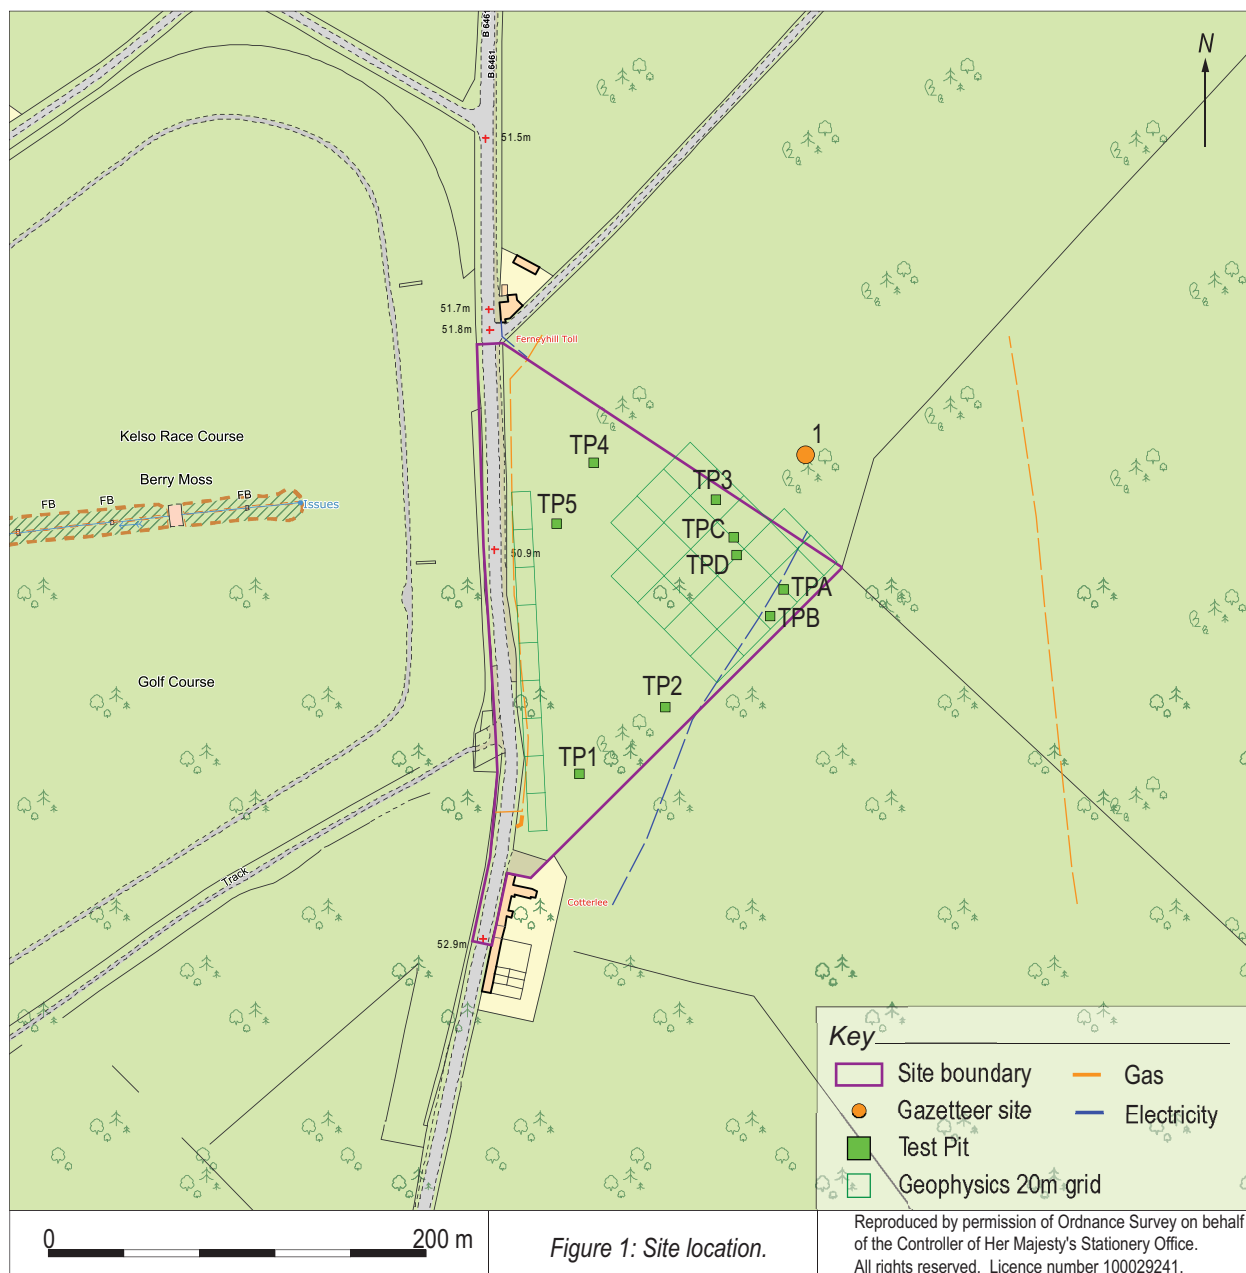 B 6461
B 6461
N
51.5m
51.7m
51.8m
Ferneyhill Toll
1
Kelso Race Course
TP4
Berry Moss
TP3
FB
FB
FB
Issues
TP5
TPC
50.9m
TPD
TPA
TPB
Golf Course
TP2
TP1
Track
Cotterlee
52.9m
Key
Site boundary
Gas
Gazetteer site
Electricity
Test Pit
Geophysics 20m grid
0
200 m
Figure 1: Site location.
Reproduced by permission of Ordnance Survey on behalf
of the Controller of Her Majesty's Stationery Office.
All rights reserved. Licence number 100029241.